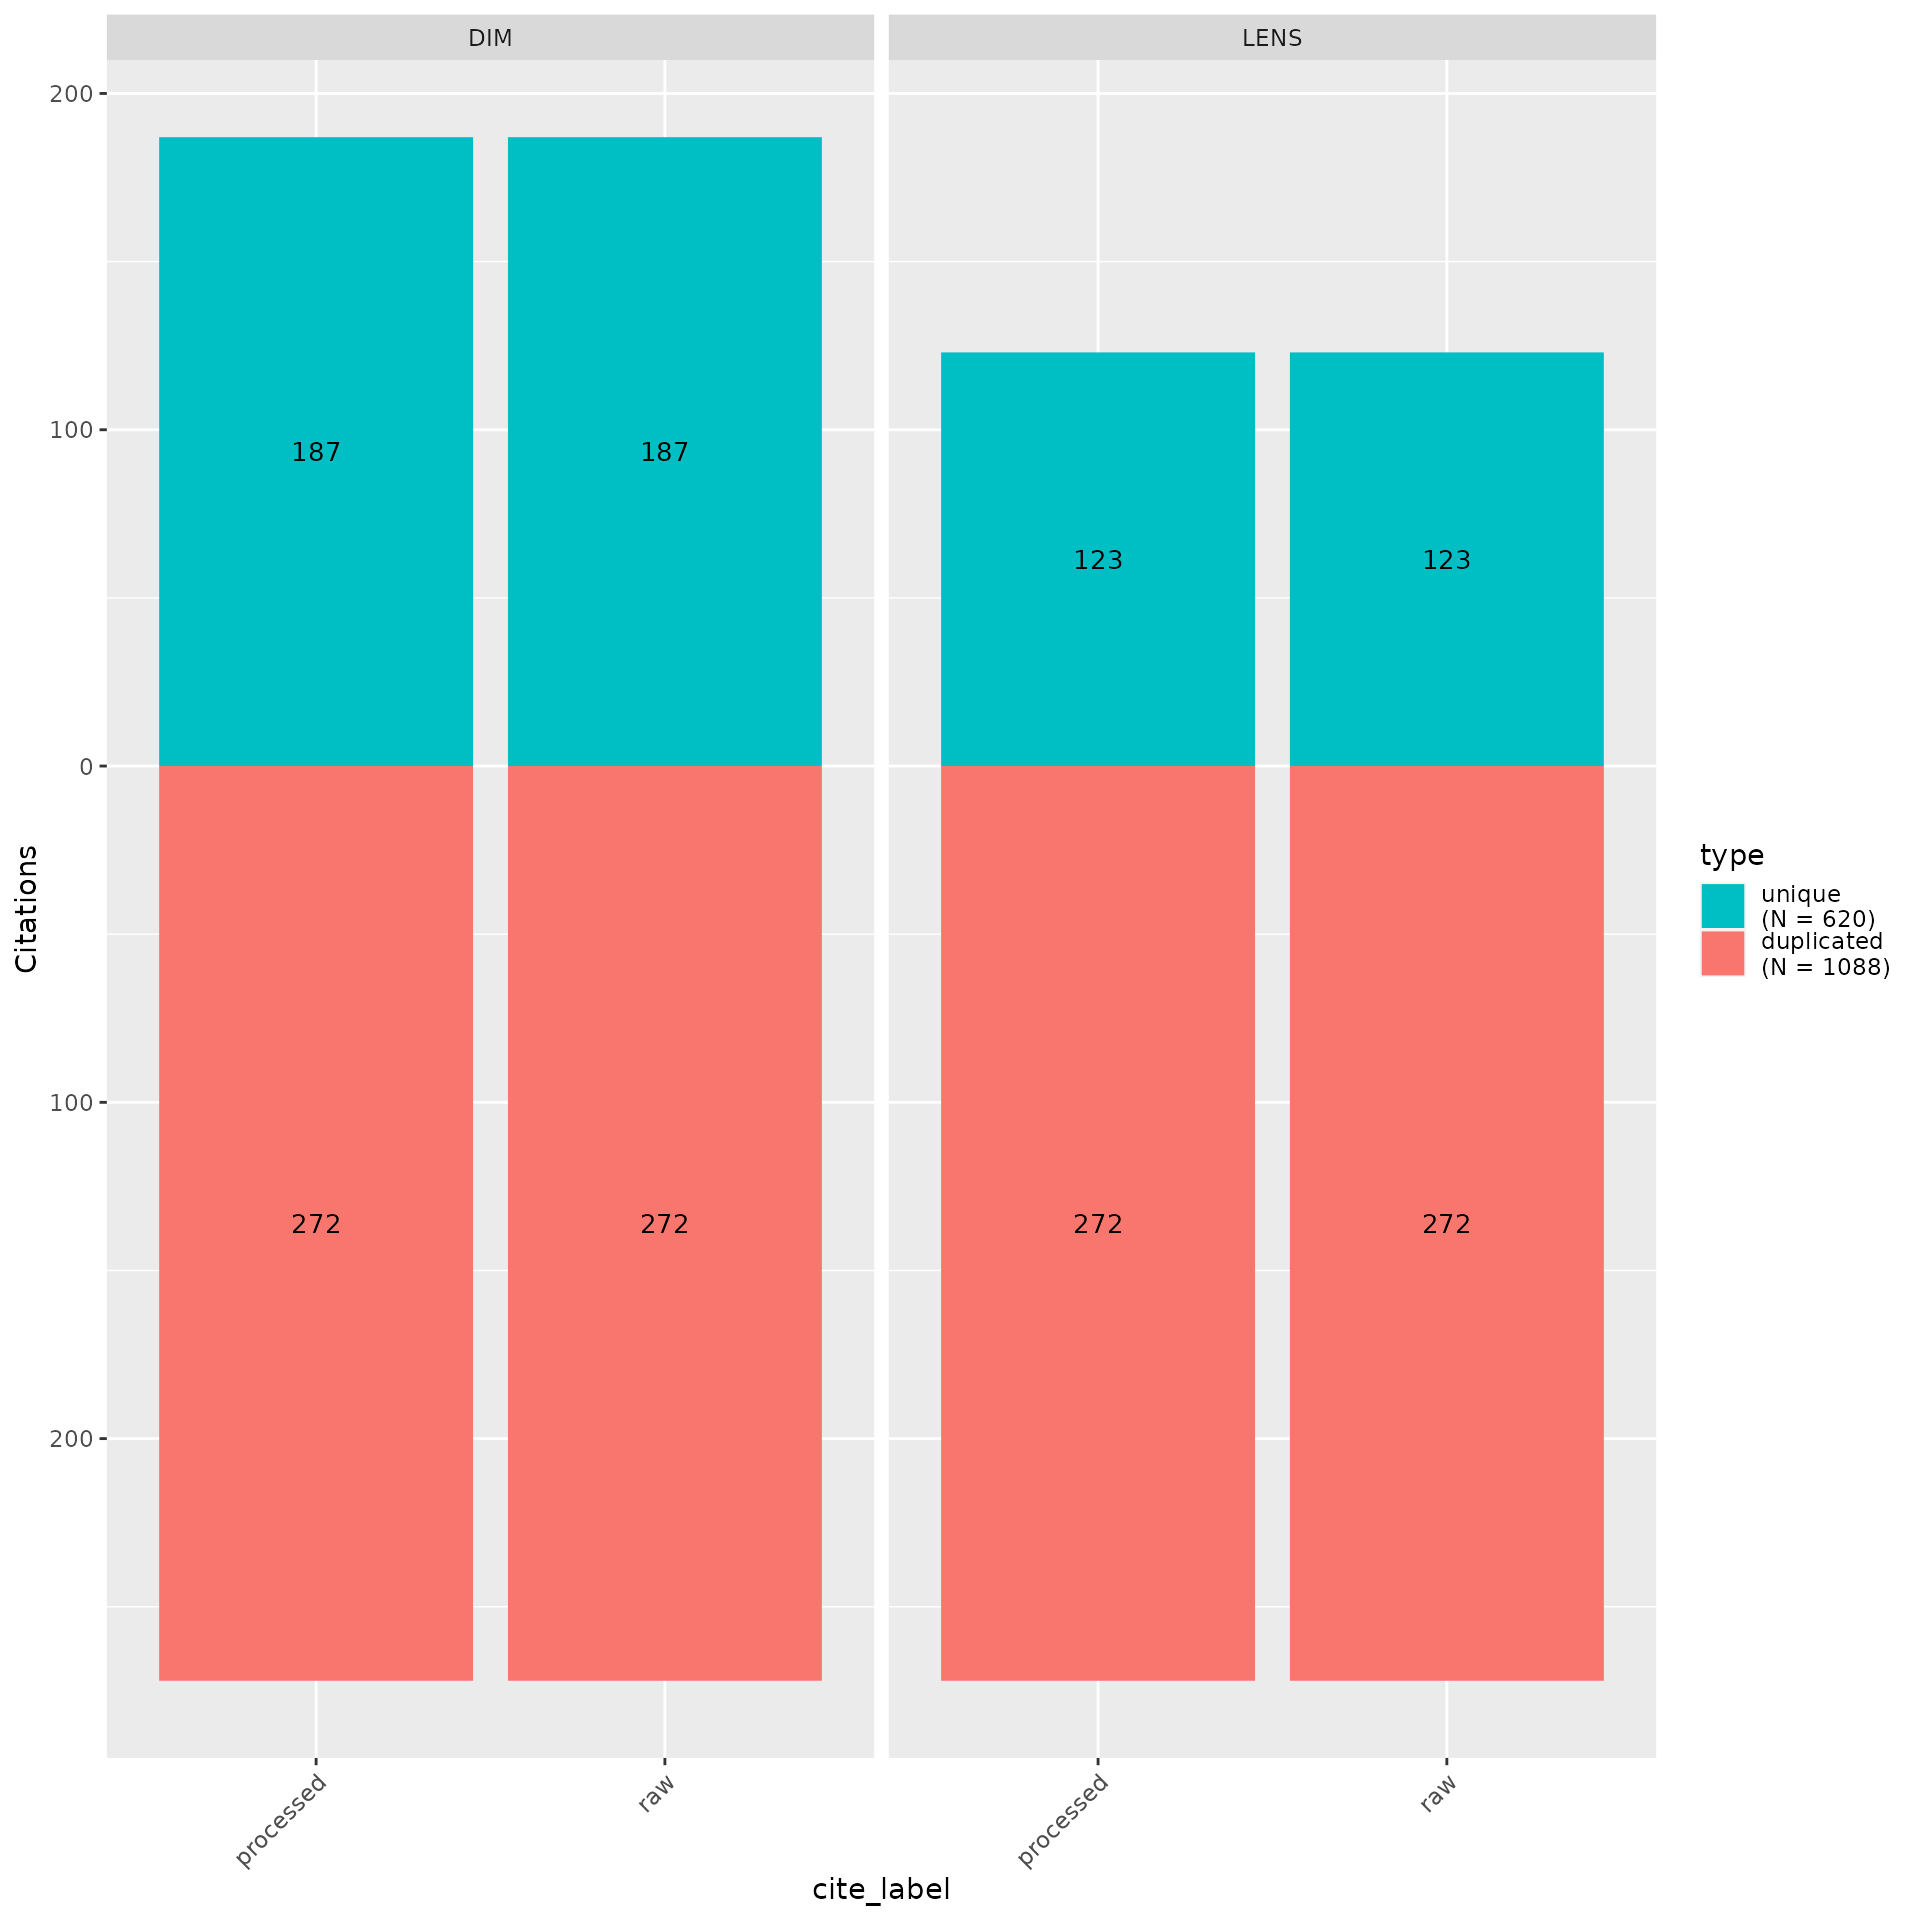 DIM
LENS
200
100
0
100
200
Citations
187
187
123
123
272
272
272
272
processed
raw
processed
raw
cite_label
type
unique
(N = 620)
duplicated
(N = 1088)